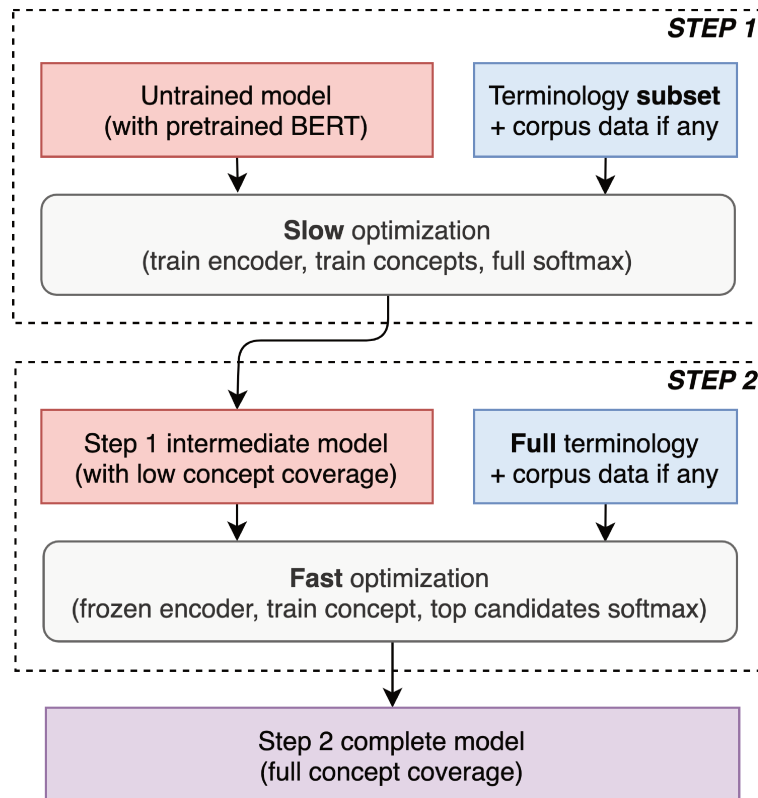 STEP 1
Untrained model
(with pretrained BERT)
Terminology subset
+ corpus data if any
Slow optimization
(train encoder, train concepts, full softmax)
STEP 2
Step 1 intermediate model
(with low concept coverage)
Full terminology
+ corpus data if any
Fast optimization
(frozen encoder, train concept, top candidates softmax)
Step 2 complete model
(full concept coverage)